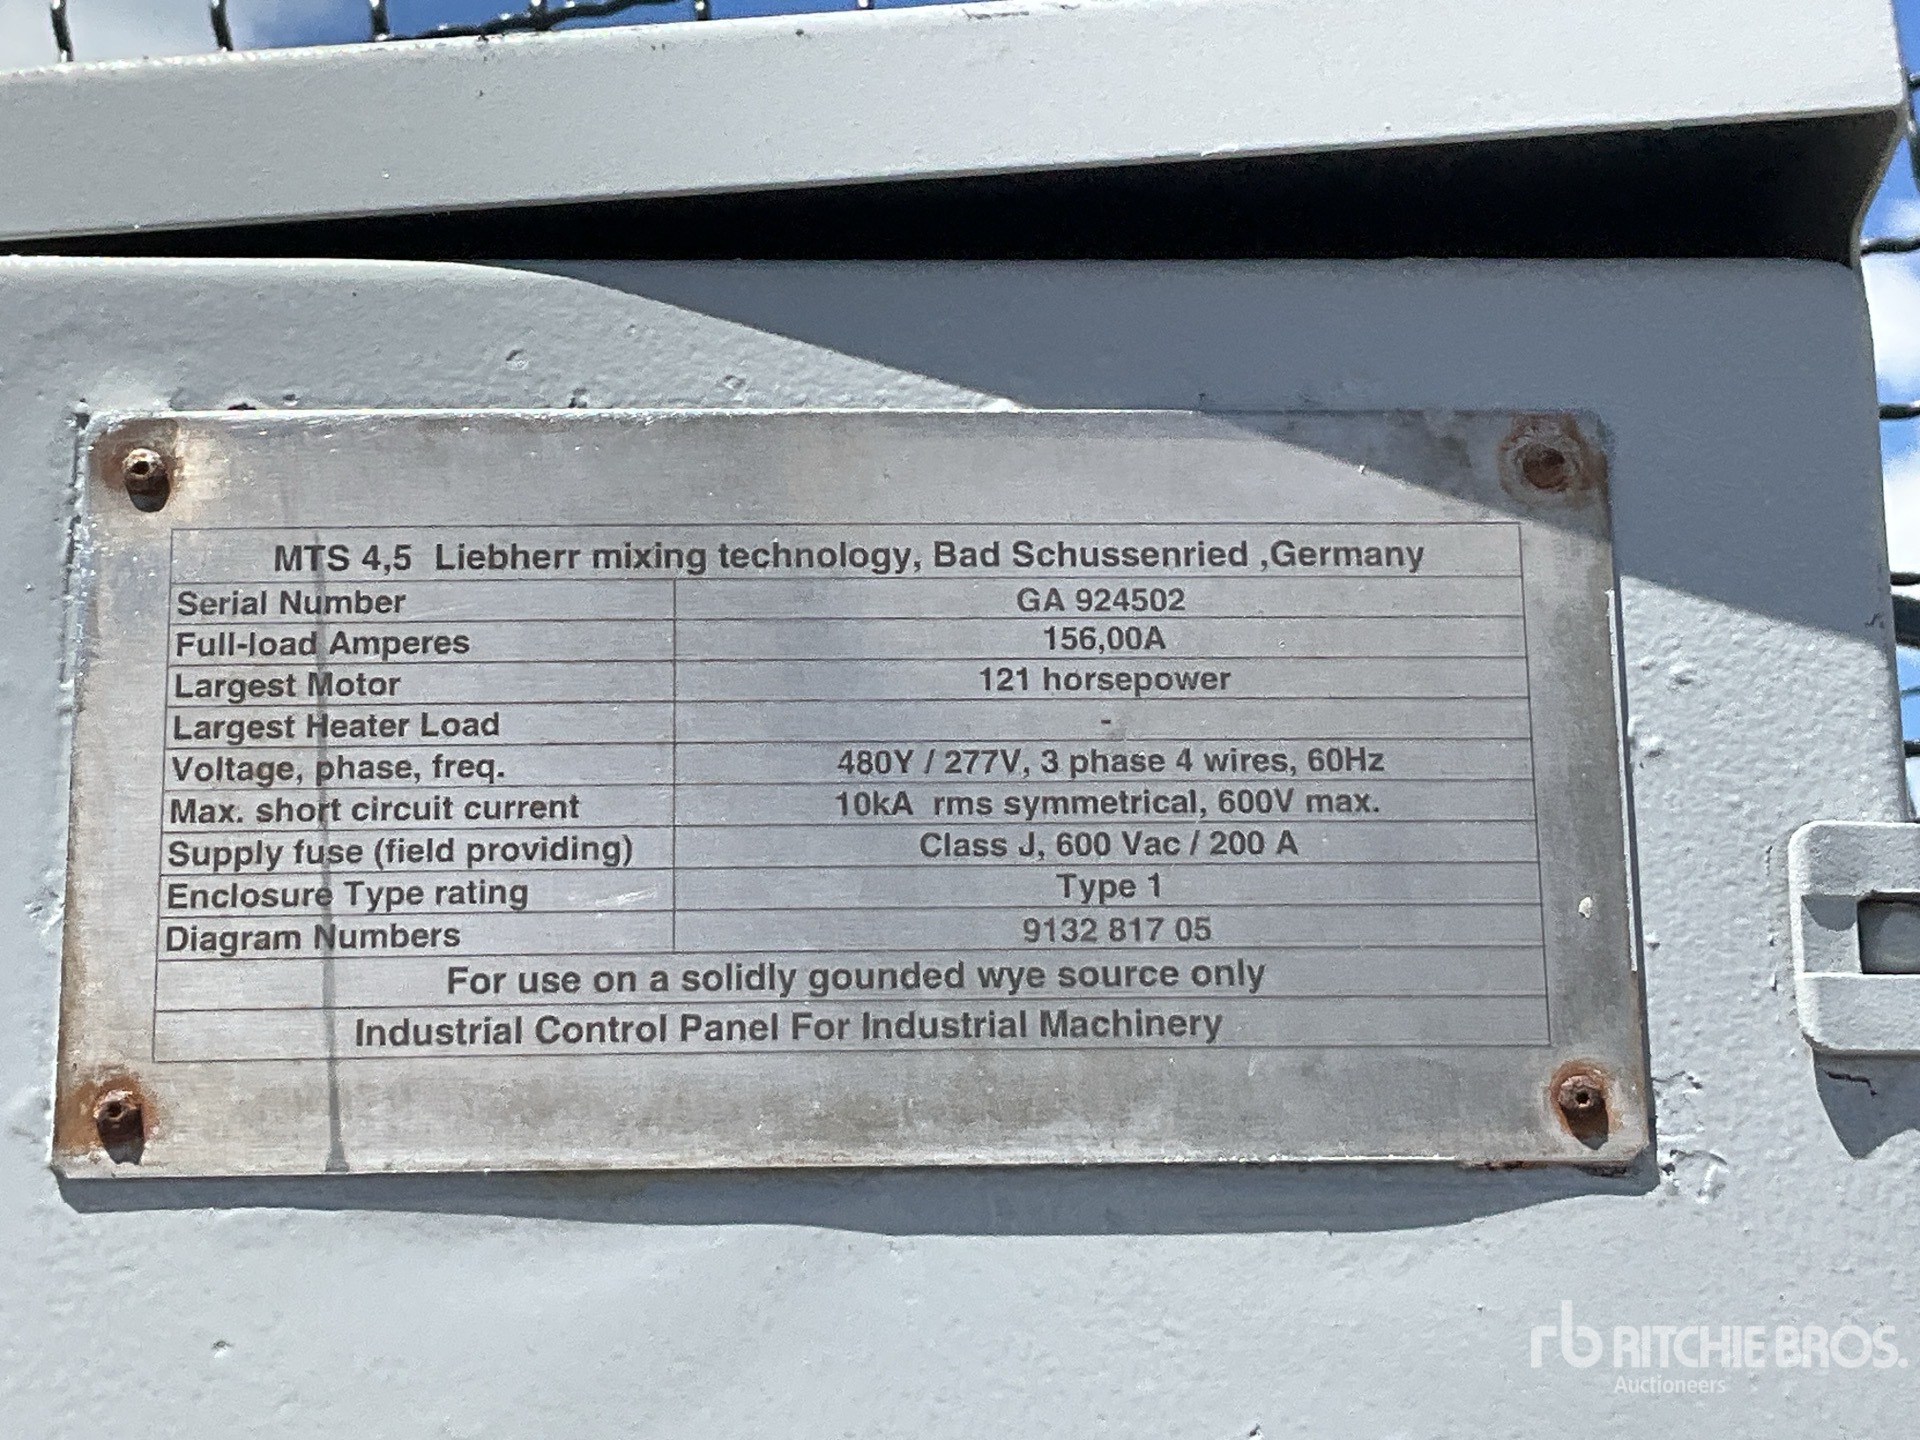 MTS 4,5 Liebherr mixing technology, Bad Schussenried ,Germany
Serial Number GA 924502
Full-load Amperes 156,00A
Largest Motor 121 horsepower
Largest Heater Load -
Voltage, phase, freq. 480Y / 277V, 3 phase 4 wires, 60Hz
Max. short circuit current 10kA rms symmetrical, 600V max.
Supply fuse (field providing) Class J, 600 Vac / 200 A
Enclosure Type rating Type 1
Diagram Numbers 9132 817 05
For use on a solidly gounded wye source only
Industrial Control Panel For Industrial Machinery
rb RITCHIE BROS.
Auctioneers